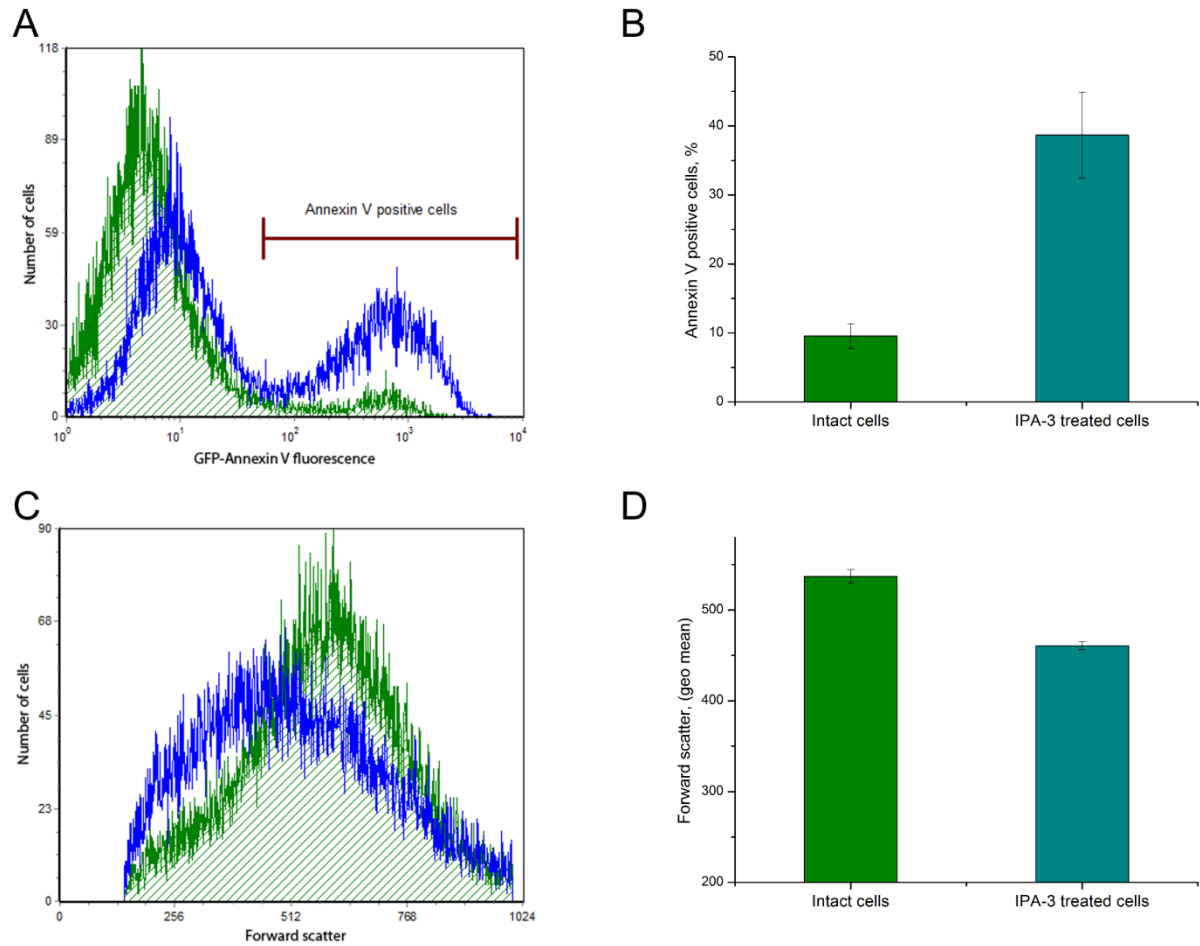 A
118
89
59
30
0
Number of cells
Annexin V positive cells
10^0 10^1 10^2 10^3 10^4
GFP-Annexin V fluorescence
B
50
40
30
20
10
0
Annexin V positive cells, %
Intact cells IPA-3 treated cells
C
90
68
45
23
0
Number of cells
0 256 512 768 1024
Forward scatter
D
500
400
300
200
Forward scatter, (geo mean)
Intact cells IPA-3 treated cells